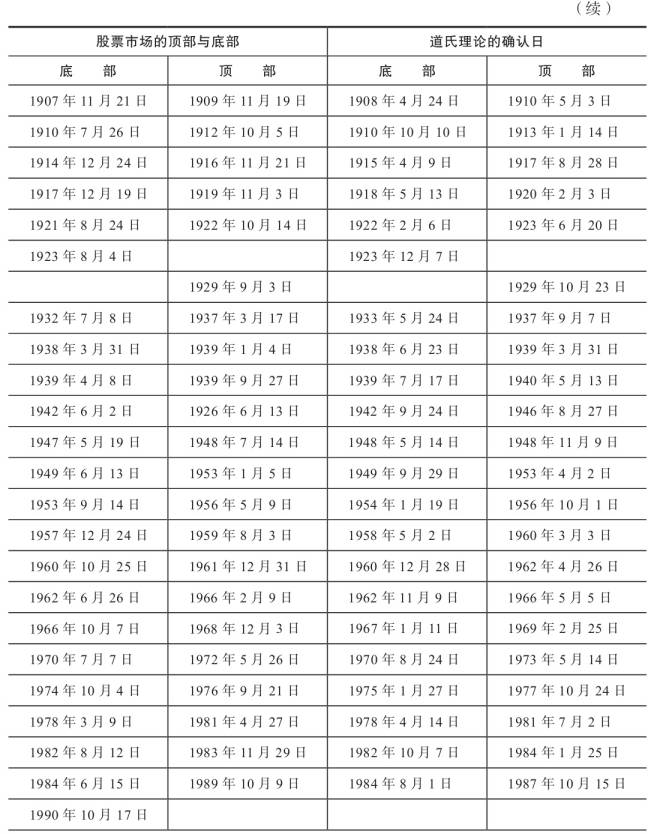 （续）
股票市场的顶部与底部 道氏理论的确认日
底 部 顶 部 底 部 顶 部
1907 年 11 月 21 日 1909 年 11 月 19 日 1908 年 4 月 24 日 1910 年 5 月 3 日
1910 年 7 月 26 日 1912 年 10 月 5 日 1910 年 10 月 10 日 1913 年 1 月 14 日
1914 年 12 月 24 日 1916 年 11 月 21 日 1915 年 4 月 9 日 1917 年 8 月 28 日
1917 年 12 月 19 日 1919 年 11 月 3 日 1918 年 5 月 13 日 1920 年 2 月 3 日
1921 年 8 月 24 日 1922 年 10 月 14 日 1922 年 2 月 6 日 1923 年 6 月 20 日
1923 年 8 月 4 日 1923 年 12 月 7 日
1929 年 9 月 3 日 1929 年 10 月 23 日
1932 年 7 月 8 日 1937 年 3 月 17 日 1933 年 5 月 24 日 1937 年 9 月 7 日
1938 年 3 月 31 日 1939 年 1 月 4 日 1938 年 6 月 23 日 1939 年 3 月 31 日
1939 年 4 月 8 日 1939 年 9 月 27 日 1939 年 7 月 17 日 1940 年 5 月 13 日
1942 年 6 月 2 日 1926 年 6 月 13 日 1942 年 9 月 24 日 1946 年 8 月 27 日
1947 年 5 月 19 日 1948 年 7 月 14 日 1948 年 5 月 14 日 1948 年 11 月 9 日
1949 年 6 月 13 日 1953 年 1 月 5 日 1949 年 9 月 29 日 1953 年 4 月 2 日
1953 年 9 月 14 日 1956 年 5 月 9 日 1954 年 1 月 19 日 1956 年 10 月 1 日
1957 年 12 月 24 日 1959 年 8 月 3 日 1958 年 5 月 2 日 1960 年 3 月 3 日
1960 年 10 月 25 日 1961 年 12 月 31 日 1960 年 12 月 28 日 1962 年 4 月 26 日
1962 年 6 月 26 日 1966 年 2 月 9 日 1962 年 11 月 9 日 1966 年 5 月 5 日
1966 年 10 月 7 日 1968 年 12 月 3 日 1967 年 1 月 11 日 1969 年 2 月 25 日
1970 年 7 月 7 日 1972 年 5 月 26 日 1970 年 8 月 24 日 1973 年 5 月 14 日
1974 年 10 月 4 日 1976 年 9 月 21 日 1975 年 1 月 27 日 1977 年 10 月 24 日
1978 年 3 月 9 日 1981 年 4 月 27 日 1978 年 4 月 14 日 1981 年 7 月 2 日
1982 年 8 月 12 日 1983 年 11 月 29 日 1982 年 10 月 7 日 1984 年 1 月 25 日
1984 年 6 月 15 日 1989 年 10 月 9 日 1984 年 8 月 1 日 1987 年 10 月 15 日
1990 年 10 月 17 日